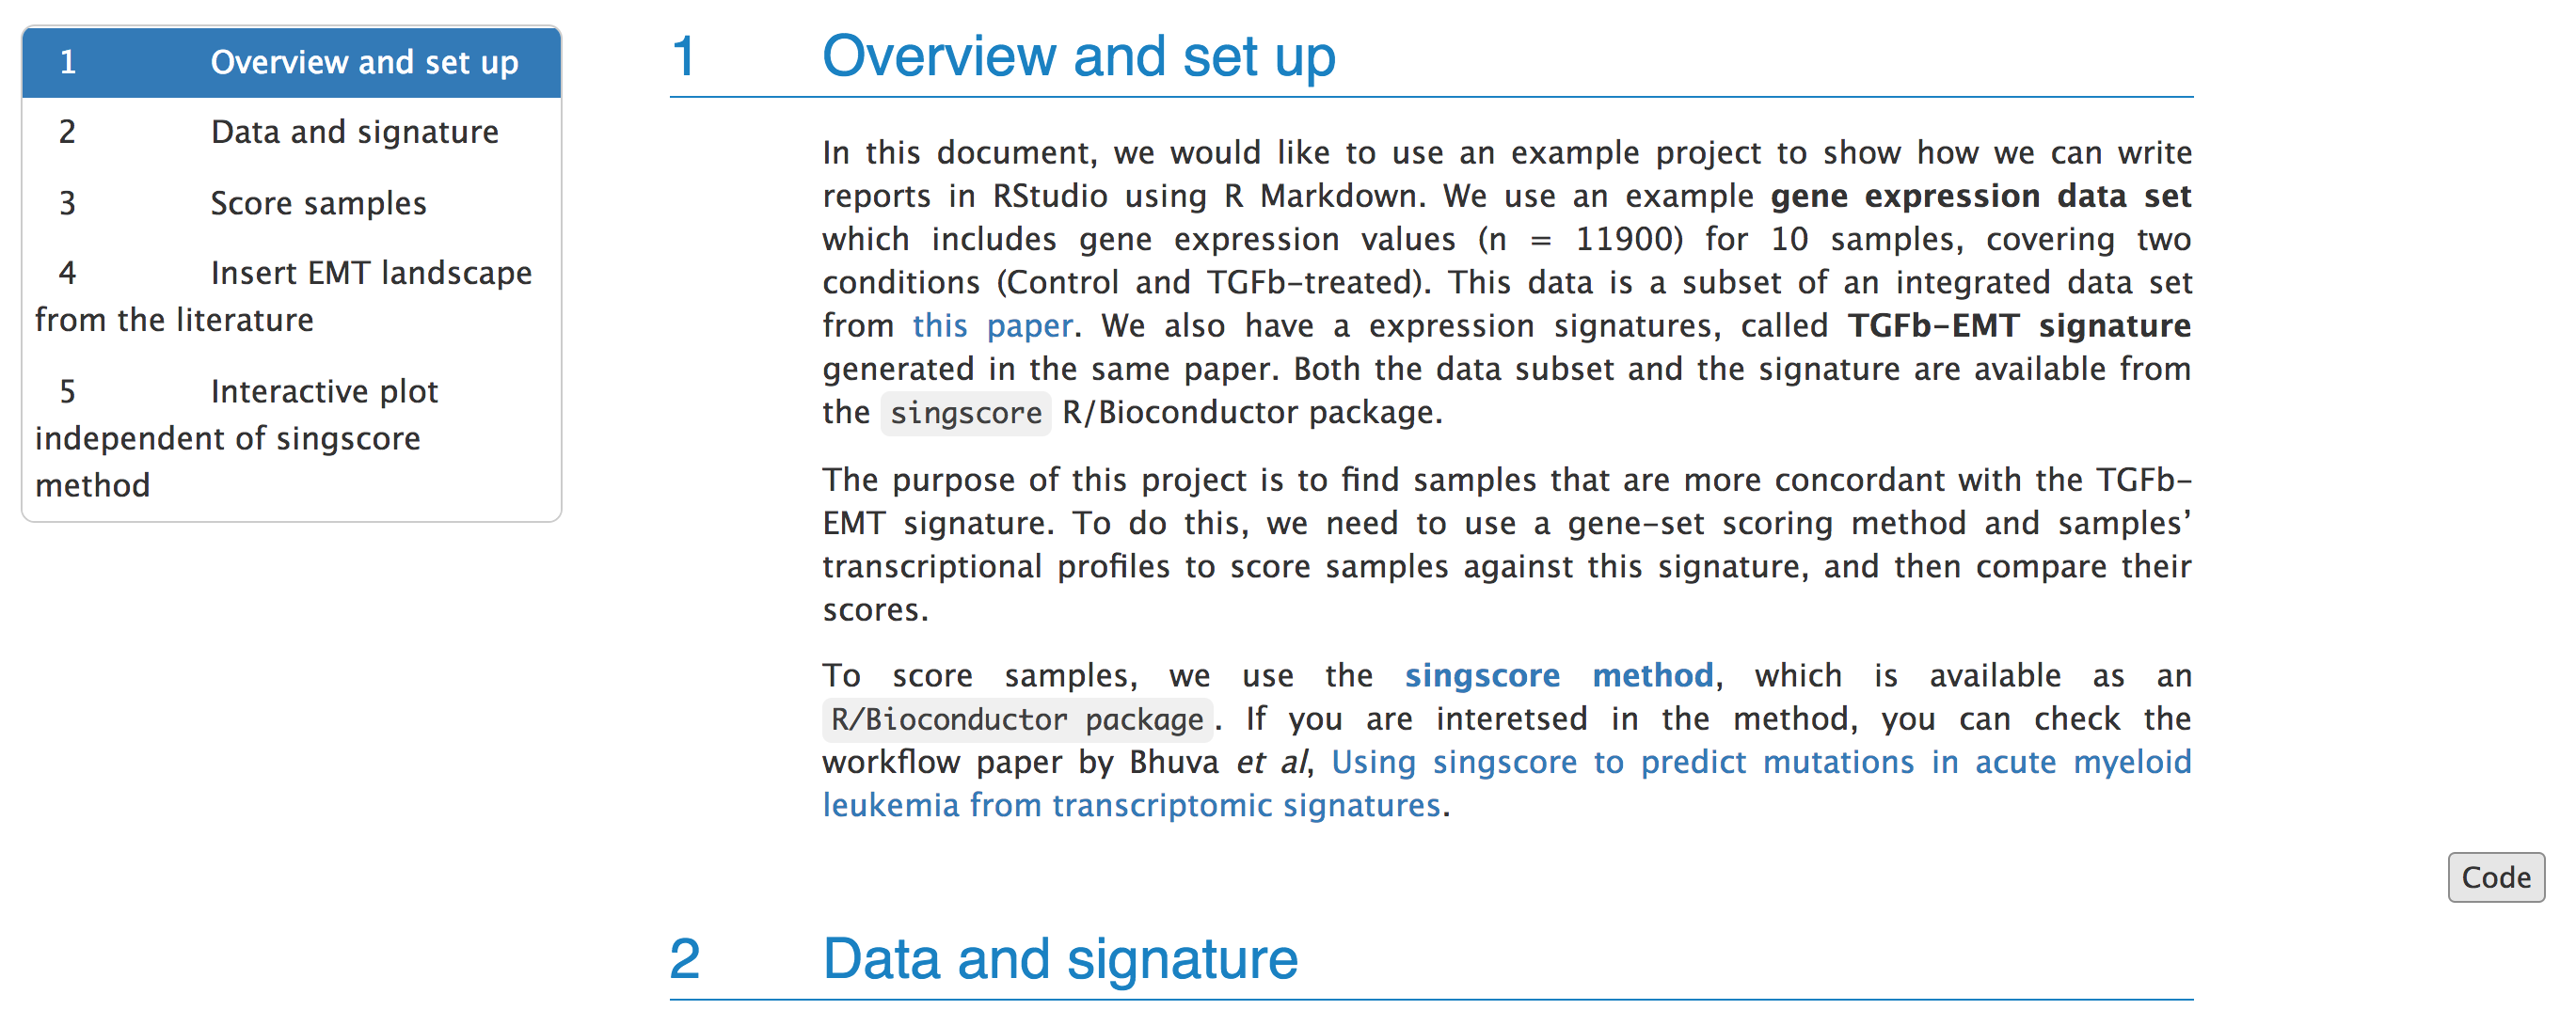 1 Overview and set up
2 Data and signature
3 Score samples
4 Insert EMT landscape
from the literature
5 Interactive plot
independent of singscore
method
1 Overview and set up
In this document, we would like to use an example project to show how we can write
reports in RStudio using R Markdown. We use an example gene expression data set
which includes gene expression values (n = 11900) for 10 samples, covering two
conditions (Control and TGFb-treated). This data is a subset of an integrated data set
from this paper. We also have a expression signatures, called TGFb-EMT signature
generated in the same paper. Both the data subset and the signature are available from
the singscore R/Bioconductor package.
The purpose of this project is to find samples that are more concordant with the TGFb-
EMT signature. To do this, we need to use a gene-set scoring method and samples’
transcriptional profiles to score samples against this signature, and then compare their
scores.
To score samples, we use the singscore method, which is available as an
R/Bioconductor package. If you are interetsed in the method, you can check the
workflow paper by Bhuva et al, Using singscore to predict mutations in acute myeloid
leukemia from transcriptomic signatures.
Code
2 Data and signature